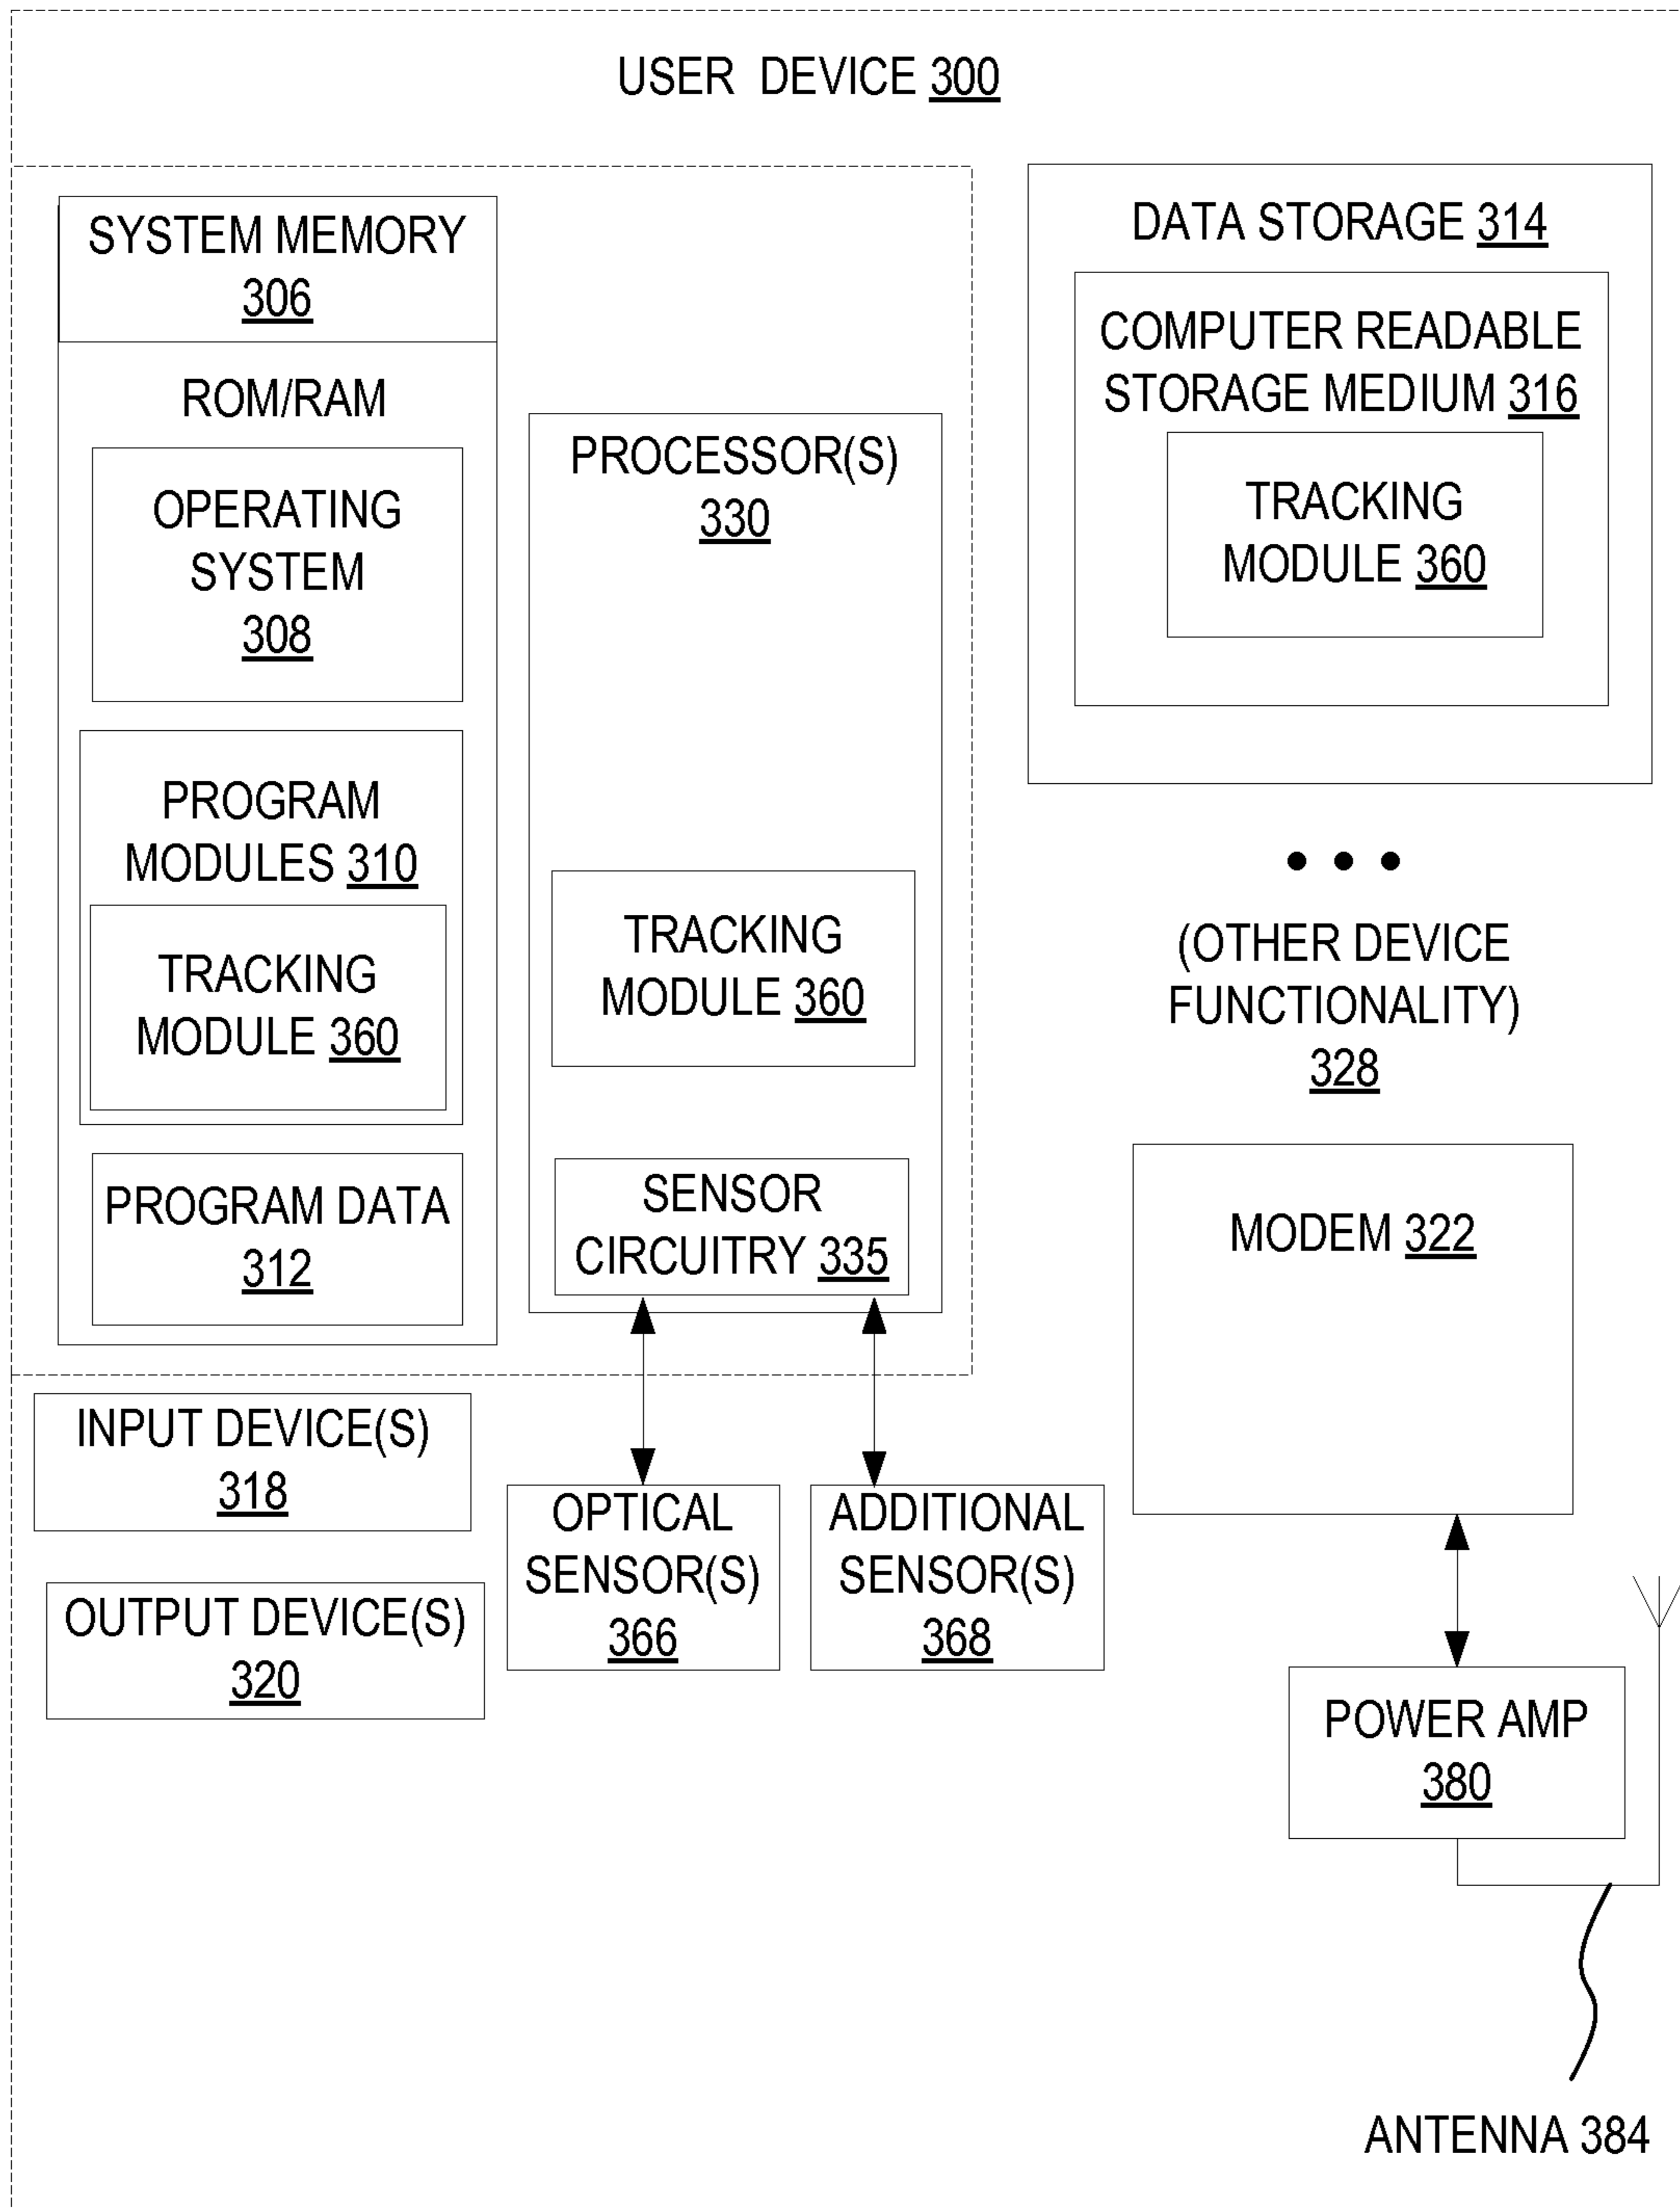 USER DEVICE 300
SYSTEM MEMORY
306
ROM/RAM
OPERATING
SYSTEM
308
PROGRAM
MODULES 310
TRACKING
MODULE 360
PROGRAM DATA
312
PROCESSOR(S)
330
TRACKING
MODULE 360
SENSOR
CIRCUITRY 335
DATA STORAGE 314
COMPUTER READABLE
STORAGE MEDIUM 316
TRACKING
MODULE 360
(OTHER DEVICE
FUNCTIONALITY)
328
MODEM 322
INPUT DEVICE(S)
318
OUTPUT DEVICE(S)
320
OPTICAL
SENSOR(S)
366
ADDITIONAL
SENSOR(S)
368
POWER AMP
380
ANTENNA 384